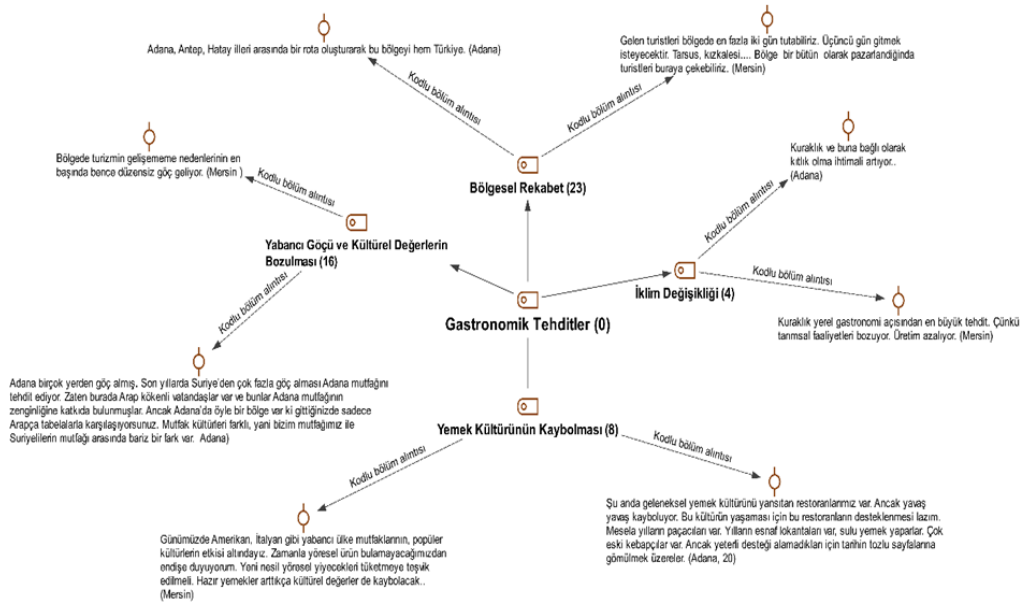 Adana, Antep, Hatay illeri arasında bir rota oluşturarak bu bölgeyi hem Türkiye. (Adana)
Gelen turistleri bölgede en fazla iki gün tutabiliriz. Üçüncü gün gitmek
isteyecektir. Tarsus, kızkalesi.... Bölge bir bütün olarak pazarlandığında
turistleri buraya çekebiliriz. (Mersin)
Kodlu bölüm alıntısı
Kodlu bölüm alıntısı
Bölgesel Rekabet (23)
Bölgede turizmin gelişememe nedenlerinin en
başında bence düzensiz göç geliyor. (Mersin )
Kodlu bölüm alıntısı
Yabancı Göçü ve Kültürel Değerlerin
Bozulması (16)
Kodlu bölüm alıntısı
Kuraklık ve buna bağlı olarak
kıtlık olma ihtimali artıyor..
(Adana)
Kodlu bölüm alıntısı
İklim Değişikliği (4)
Kodlu bölüm alıntısı
Kuraklık yerel gastronomi açısından en büyük tehdit. Çünkü
tarımsal faaliyetleri bozuyor. Üretim azalıyor. (Mersin)
Gastronomik Tehditler (0)
Adana birçok yerden göç almış. Son yıllarda Suriye'den çok fazla göç alması Adana mutfağını
tehdit ediyor. Zaten burada Arap kökenli vatandaşlar var ve bunlar Adana mutfağının
zenginliğine katkıda bulunmuşlar. Ancak Adana'da öyle bir bölge var ki gittiğinizde sadece
Arapça tabelalarla karşılaşıyorsunuz. Mutfak kültürleri farklı, yani bizim mutfağımız ile
Suriyelilerin mutfağı arasında bariz bir fark var. Adana)
Yemek Kültürünün Kaybolması (8)
Kodlu bölüm alıntısı
Kodlu bölüm alıntısı
Günümüzde Amerikan, İtalyan gibi yabancı ülke mutfaklarının, popüler
kültürlerin etkisi altındayız. Zamanla yöresel ürün bulamayacağımızdan
endişe duyuyorum. Yeni nesil yöresel yiyecekleri tüketmeye teşvik
edilmeli. Hazır yemekler arttıkça kültürel değerler de kaybolacak..
(Mersin)
Şu anda geleneksel yemek kültürünü yansıtan restoranlarımız var. Ancak yavaş
yavaş kayboluyor. Bu kültürün yaşaması için bu restoranların desteklenmesi lazım.
Mesela yılların paçacıları var. Yılların esnaf lokantaları var, sulu yemek yaparlar. Çok
eski kebapçılar var. Ancak yeterli desteği alamadıkları için tarihin tozlu sayfalarına
gömülmek üzereler. (Adana, 20)